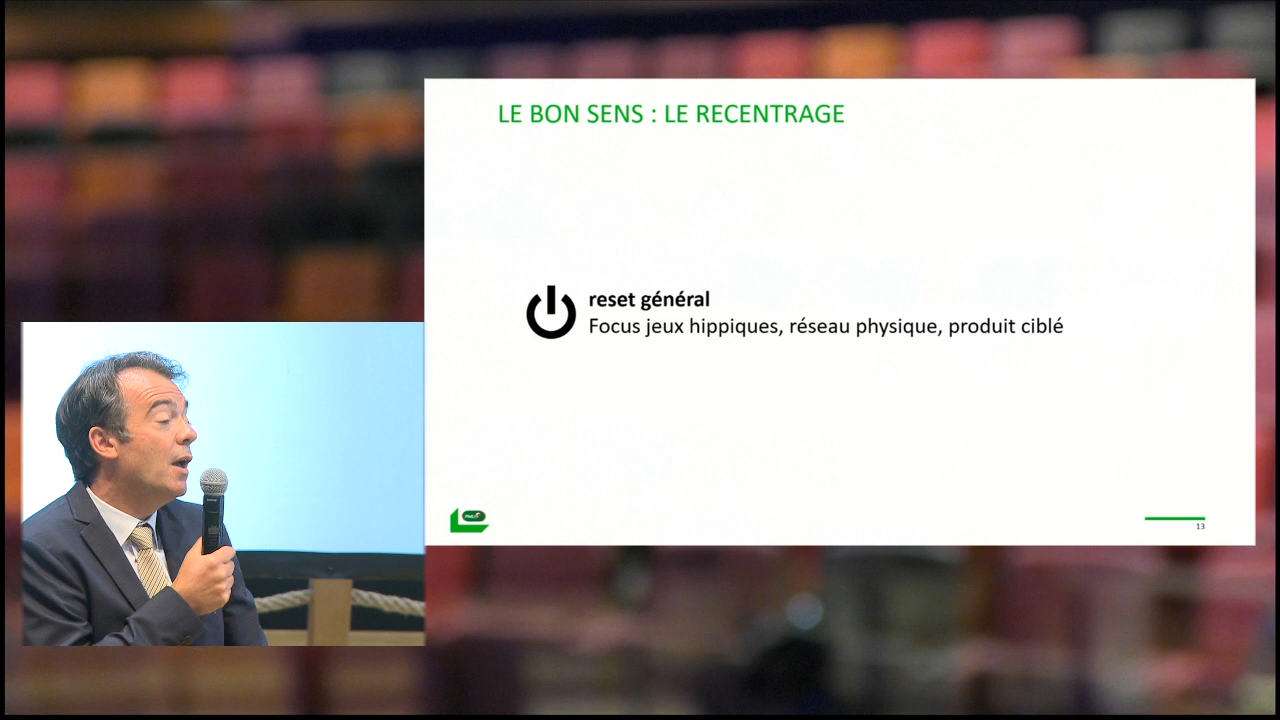 LE BON SENS : LE RECENTRAGE
reset général
Focus jeux hippiques, réseau physique, produit ciblé
13